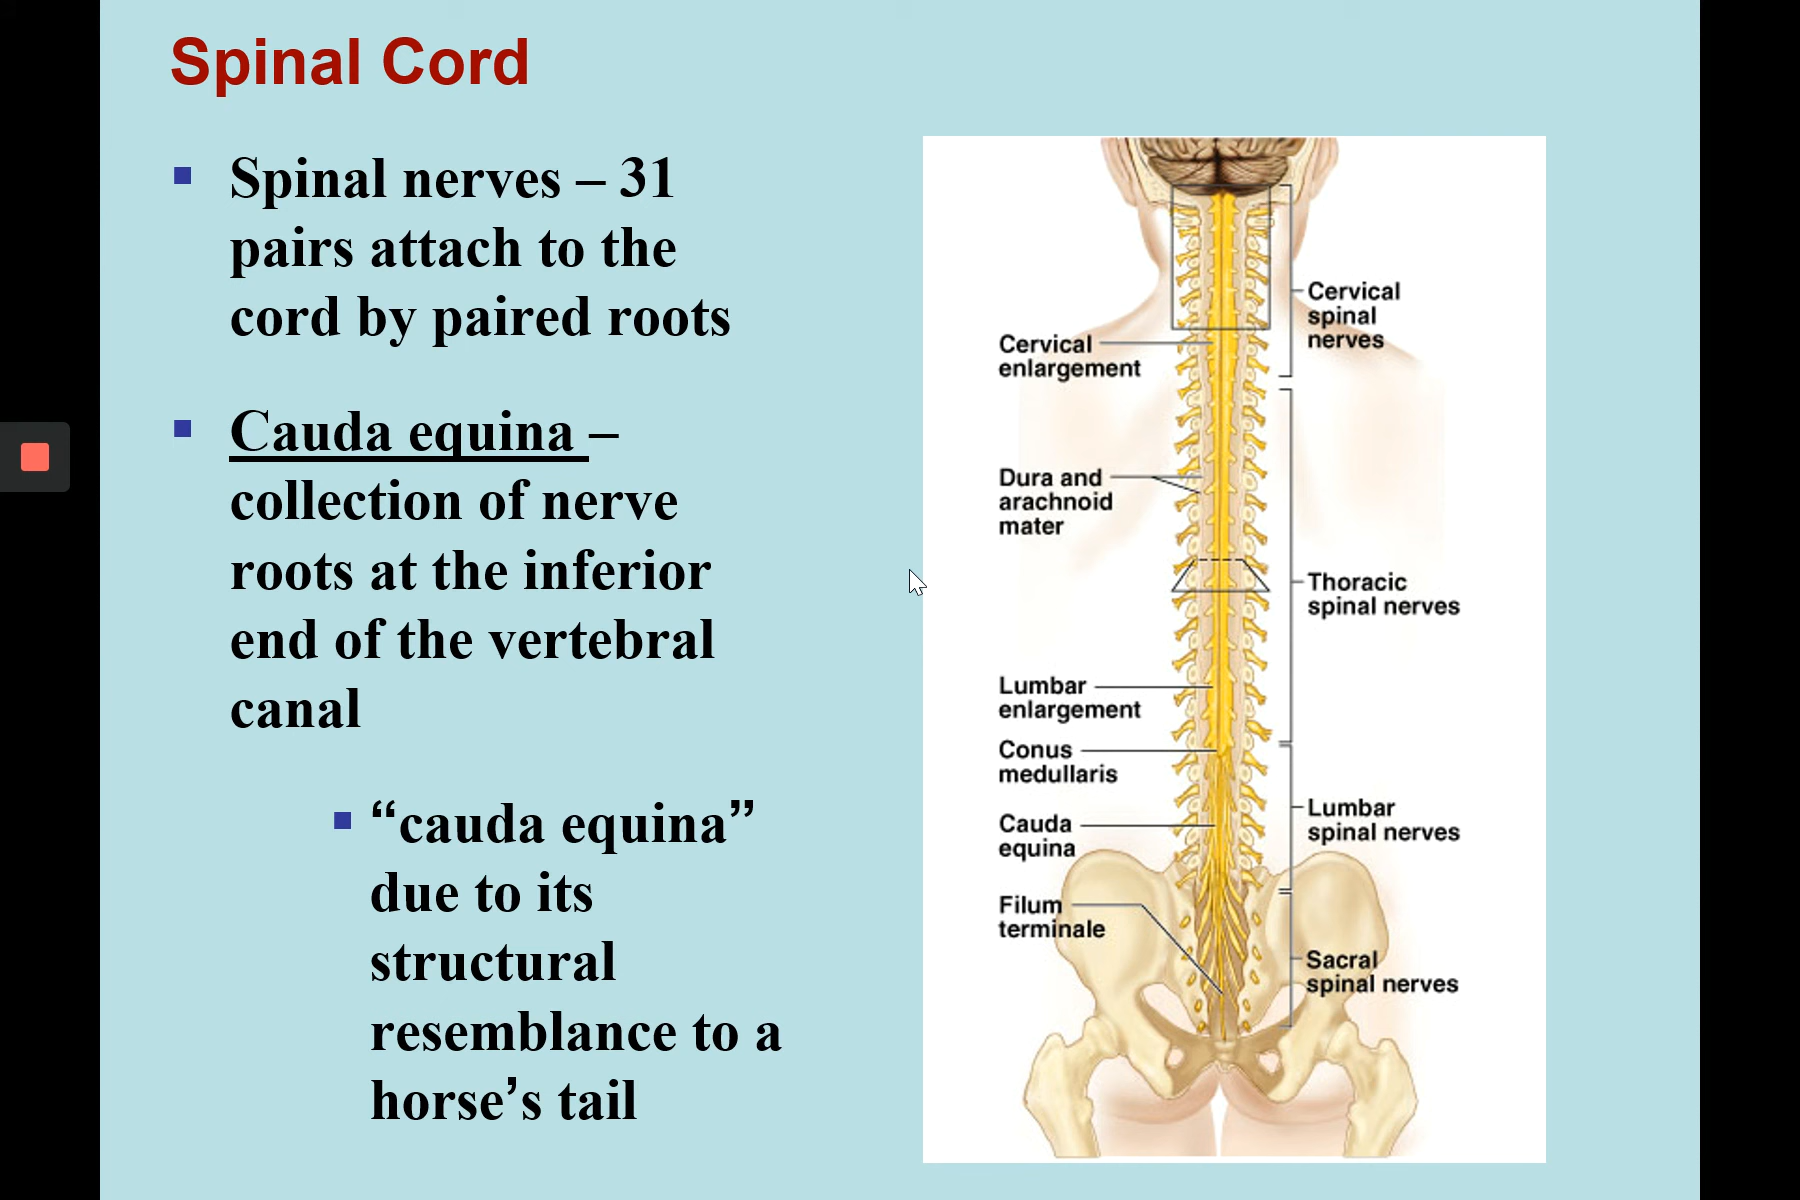 Spinal Cord
Spinal nerves – 31
pairs attach to the
cord by paired roots
Cauda equina –
collection of nerve
roots at the inferior
end of the vertebral
canal
“cauda equina”
due to its
structural
resemblance to a
horse’s tail
Cervical
enlargement
Dura and
arachnoid
mater
Lumbar
enlargement
Conus
medullaris
Cauda
equina
Filum
terminale
Cervical
spinal
nerves
Thoracic
spinal nerves
Lumbar
spinal nerves
Sacral
spinal nerves